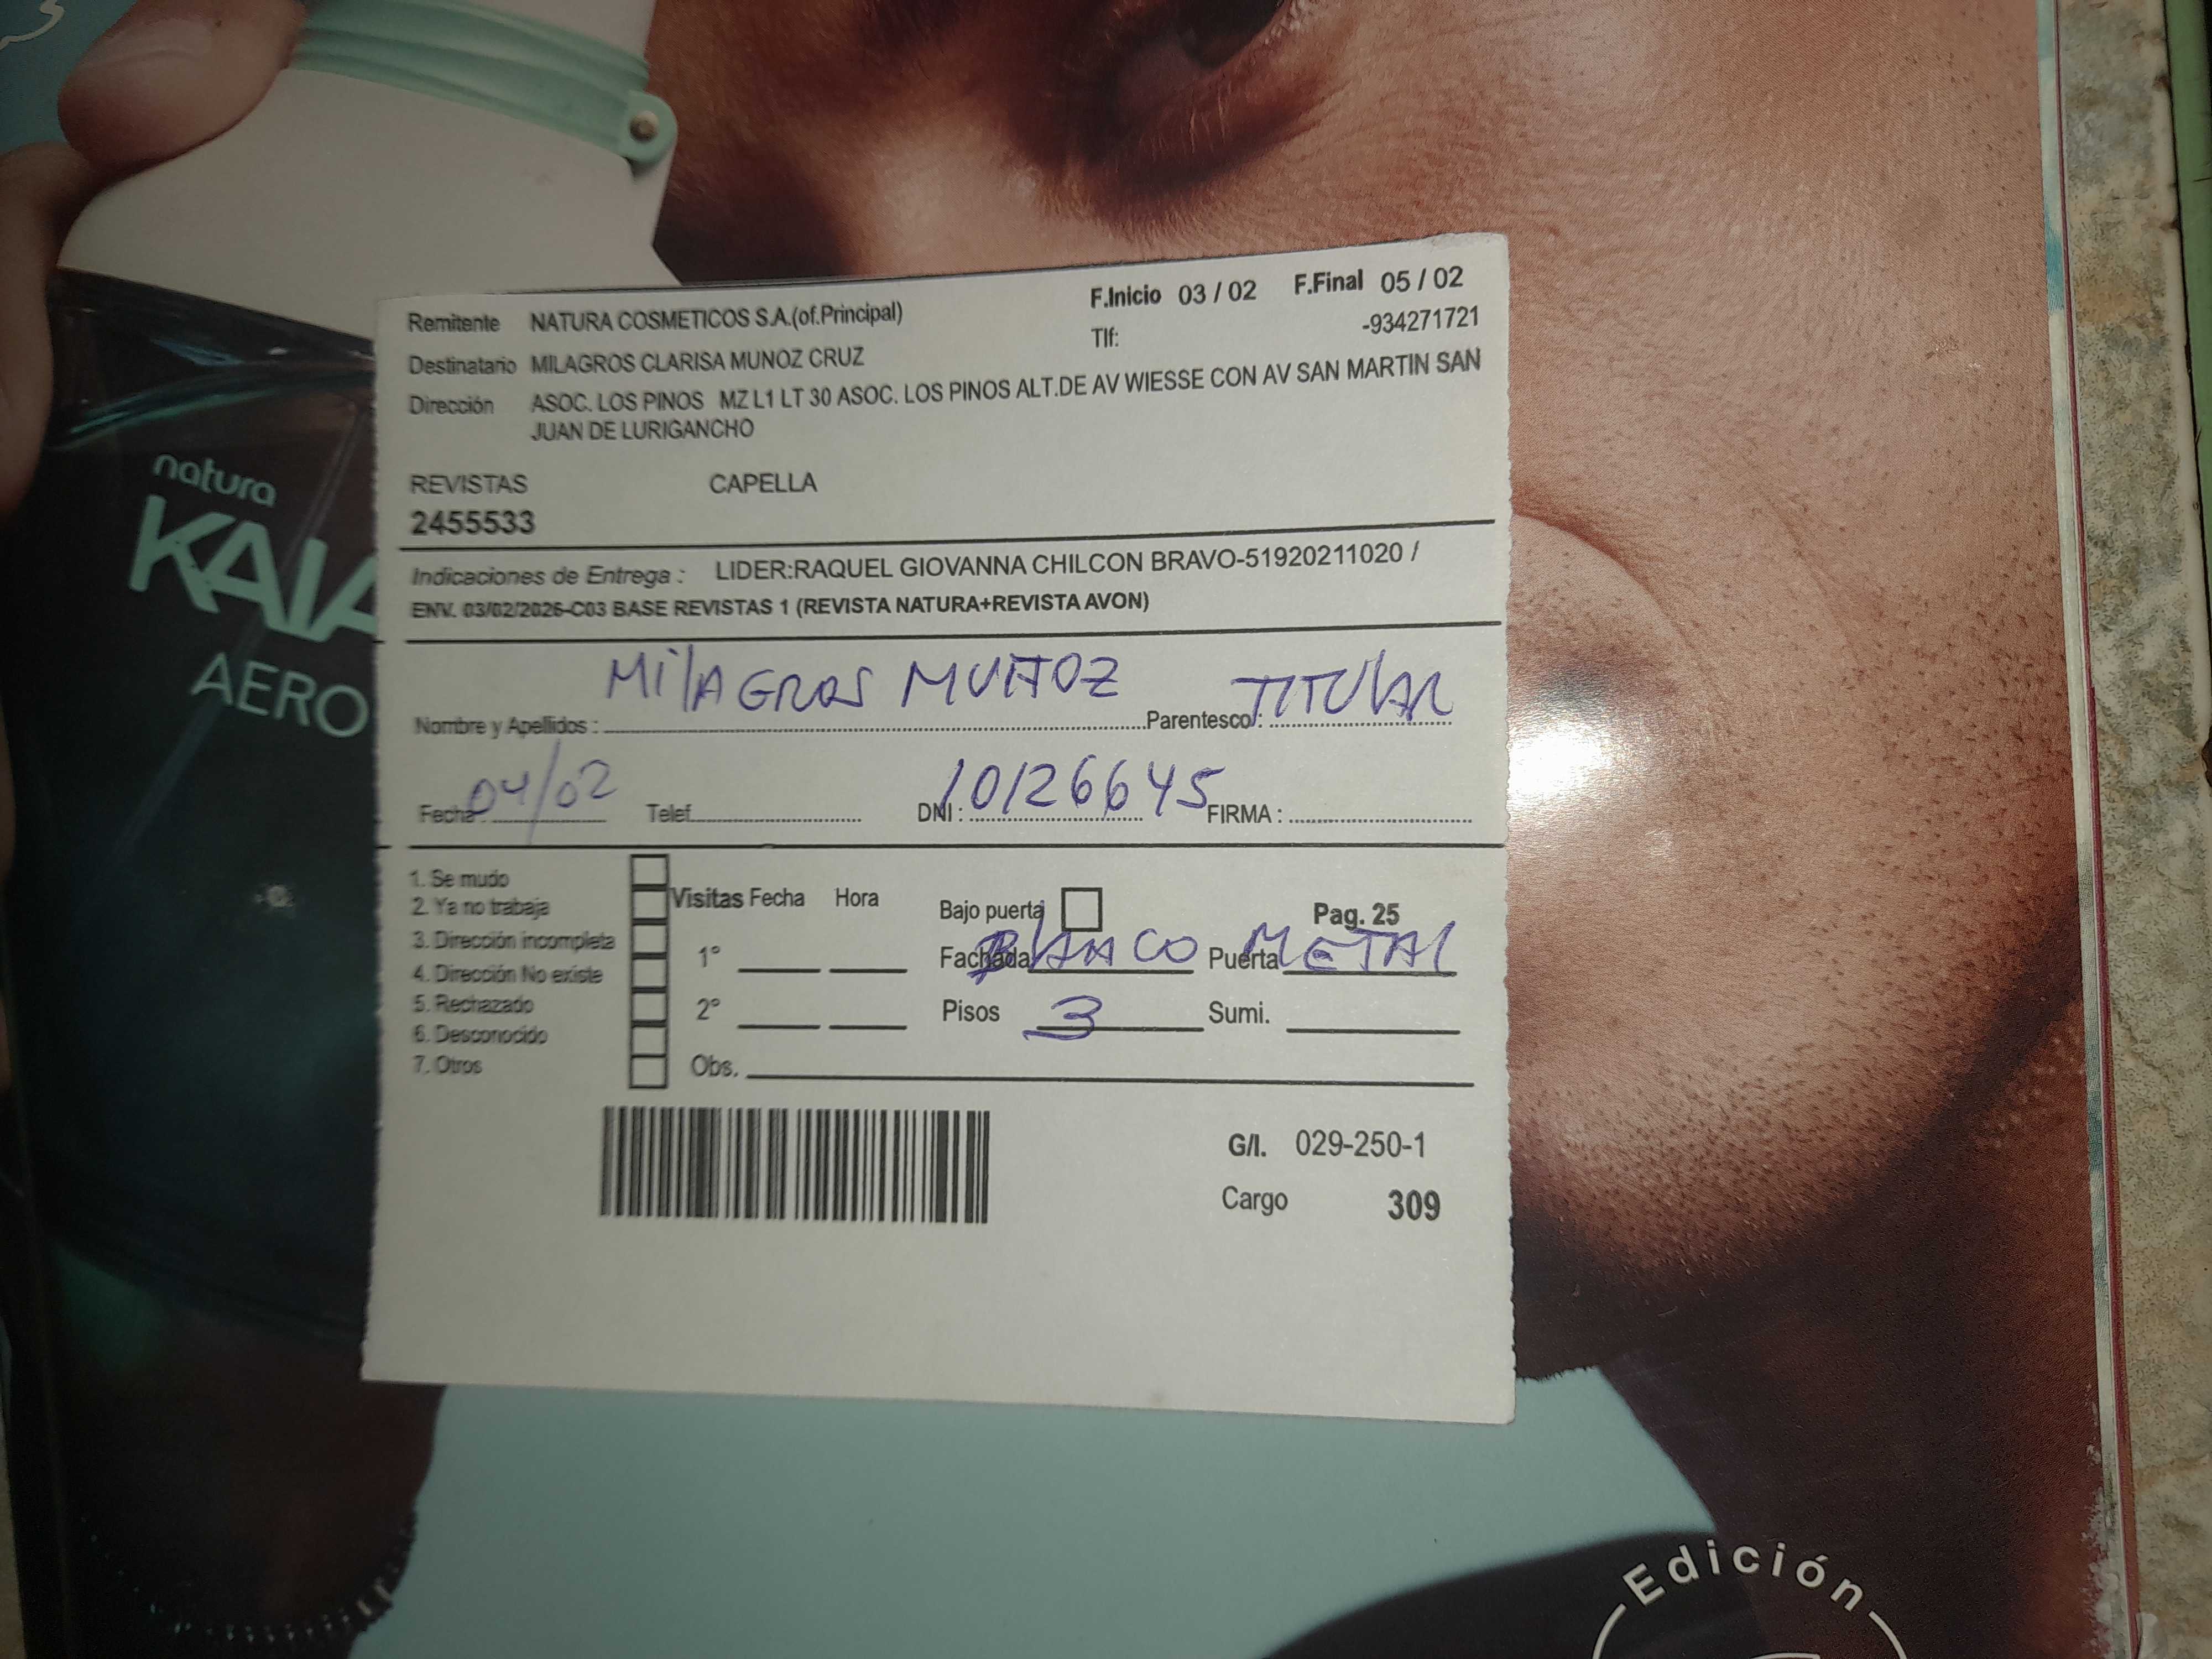 natura
KAIA
AERO
Remitente NATURA COSMETICOS S.A.(of.Principal) F.Inicio 03 / 02 F.Final 05 / 02
Tlf: -934271721
Destinatario MILAGROS CLARISA MUNOZ CRUZ
Dirección ASOC. LOS PINOS MZ L1 LT 30 ASOC. LOS PINOS ALT.DE AV WIESSE CON AV SAN MARTIN SAN
JUAN DE LURIGANCHO
REVISTAS CAPELLA
2455533
Indicaciones de Entrega : LIDER:RAQUEL GIOVANNA CHILCON BRAVO-51920211020 /
ENV. 03/02/2026-C03 BASE REVISTAS 1 (REVISTA NATURA+REVISTA AVON)
Nombre y Apellidos : MilAGROS MUÑOZ Parentesco : TITUlAR
Fecha : 04/02 Telef. DNI : 10126645 FIRMA :
1. Se mudo
2. Ya no trabaja
3. Dirección incompleta
4. Dirección No existe
5. Rechazado
6. Desconocido
7. Otros
Visitas Fecha Hora
1°
2°
Obs.
Bajo puerta Pag. 25
Fachada BlANCO Puerta METAl
Pisos 3 Sumi.
G/I. 029-250-1
Cargo 309
Edición